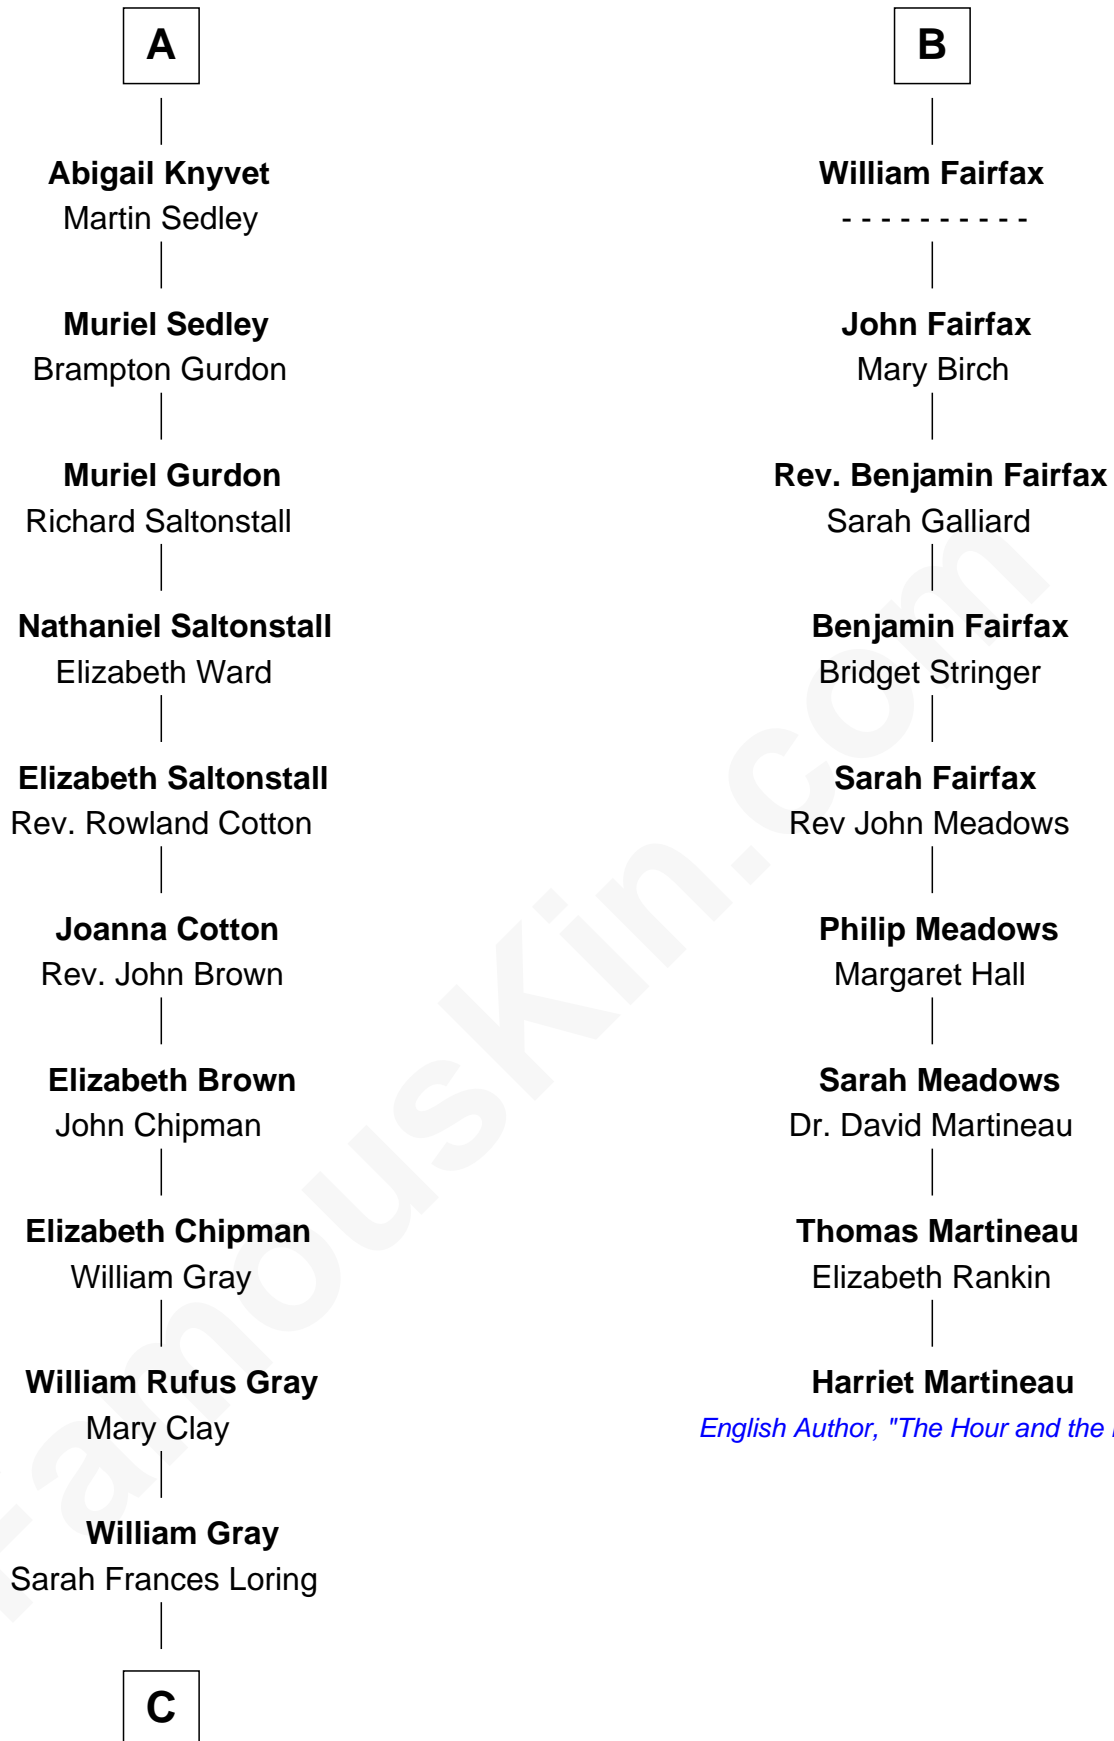 A
Abigail Knyvet
Martin Sedley
Muriel Sedley
Brampton Gurdon
Muriel Gurdon
Richard Saltonstall
Nathaniel Saltonstall
Elizabeth Ward
Elizabeth Saltonstall
Rev. Rowland Cotton
Joanna Cotton
Rev. John Brown
Elizabeth Brown
John Chipman
Elizabeth Chipman
William Gray
William Rufus Gray
Mary Clay
William Gray
Sarah Frances Loring
C
B
William Fairfax
- - - - - - - - - -
John Fairfax
Mary Birch
Rev. Benjamin Fairfax
Sarah Galliard
Benjamin Fairfax
Bridget Stringer
Sarah Fairfax
Rev John Meadows
Philip Meadows
Margaret Hall
Sarah Meadows
Dr. David Martineau
Thomas Martineau
Elizabeth Rankin
Harriet Martineau
English Author, "The Hour and the
FamousKin.com